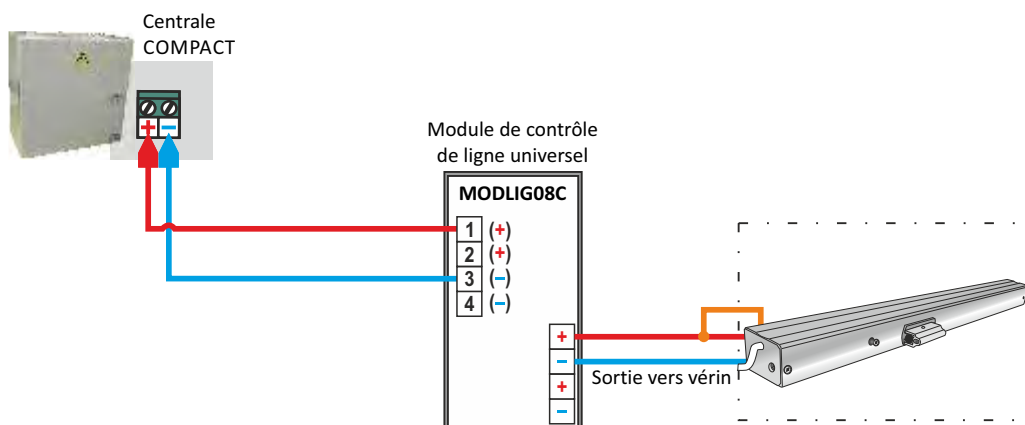 Centrale
COMPACT
+ −
Module de contrôle
de ligne universel
MODLIG08C
1 (+)
2 (+)
3 (−)
4 (−)
+
−
Sortie vers vérin
+
−